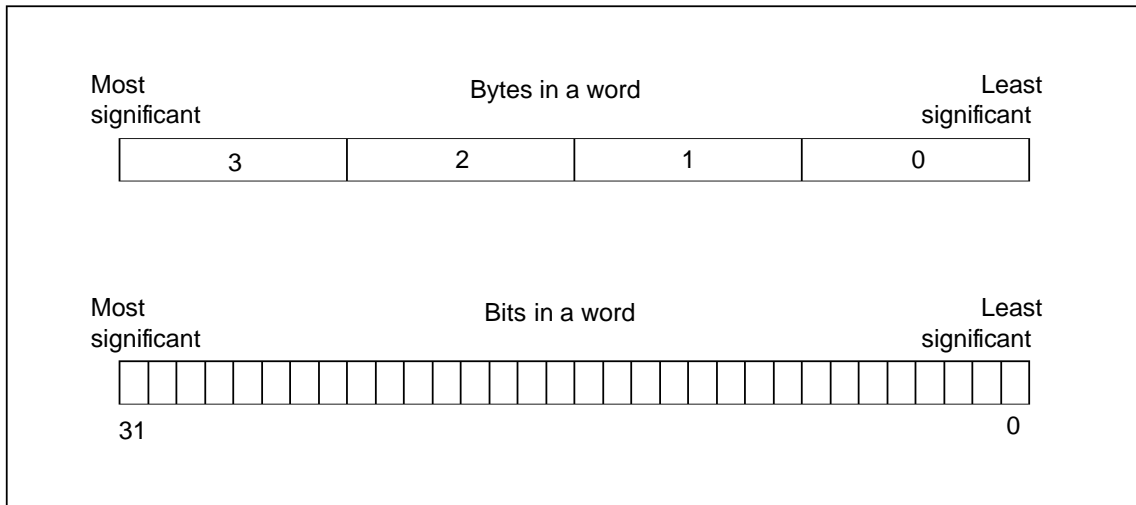 Most
significant
Bytes in a word
Least
significant
3 2 1 0
Most
significant
Bits in a word
Least
significant
31 0